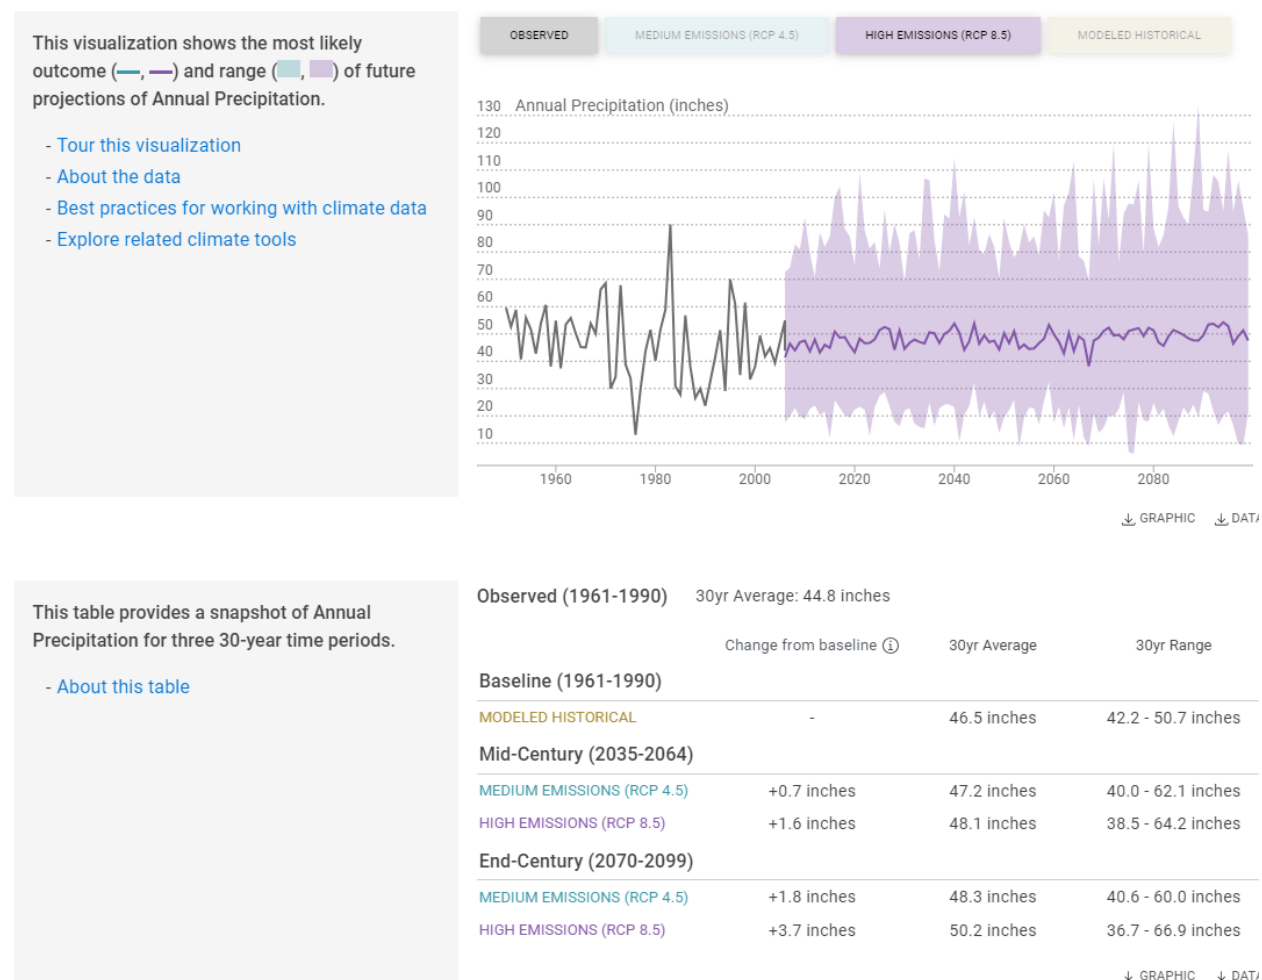 This visualization shows the most likely
outcome ( , ) and range ( , ) of future
projections of Annual Precipitation.
- Tour this visualization
- About the data
- Best practices for working with climate data
- Explore related climate tools
OBSERVED
MEDIUM EMISSIONS (RCP 4.5)
HIGH EMISSIONS (RCP 8.5)
MODELED HISTORICAL
130 Annual Precipitation (inches)
120
110
100
90
80
70
60
50
40
30
20
10
1960 1980 2000 2020 2040 2060 2080
GRAPHIC DATA
This table provides a snapshot of Annual
Precipitation for three 30-year time periods.
- About this table
Observed (1961-1990) 30yr Average: 44.8 inches
Change from baseline 30yr Average 30yr Range
Baseline (1961-1990)
MODELED HISTORICAL - 46.5 inches 42.2 - 50.7 inches
Mid-Century (2035-2064)
MEDIUM EMISSIONS (RCP 4.5) +0.7 inches 47.2 inches 40.0 - 62.1 inches
HIGH EMISSIONS (RCP 8.5) +1.6 inches 48.1 inches 38.5 - 64.2 inches
End-Century (2070-2099)
MEDIUM EMISSIONS (RCP 4.5) +1.8 inches 48.3 inches 40.6 - 60.0 inches
HIGH EMISSIONS (RCP 8.5) +3.7 inches 50.2 inches 36.7 - 66.9 inches
GRAPHIC DATA